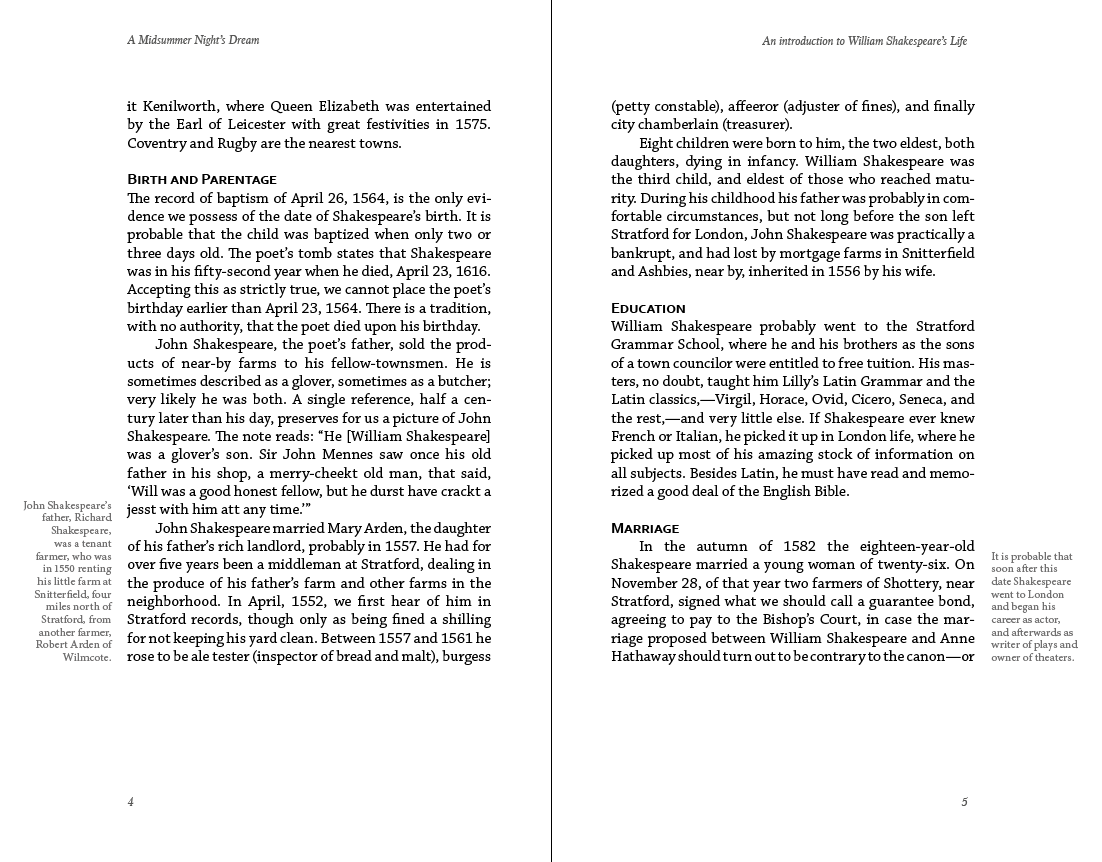 A Midsummer Night's Dream
it Kenilworth, where Queen Elizabeth was entertained
by the Earl of Leicester with great festivities in 1575.
Coventry and Rugby are the nearest towns.
Birth and Parentage
The record of baptism of April 26, 1564, is the only evi-
dence we possess of the date of Shakespeare's birth. It is
probable that the child was baptized when only two or
three days old. The poet's tomb states that Shakespeare
was in his fifty-second year when he died, April 23, 1616.
Accepting this as strictly true, we cannot place the poet's
birthday earlier than April 23, 1564. There is a tradition,
with no authority, that the poet died upon his birthday.
John Shakespeare, the poet's father, sold the prod-
ucts of near-by farms to his fellow-townsmen. He is
sometimes described as a glover, sometimes as a butcher;
very likely he was both. A single reference, half a cen-
tury later than his day, preserves for us a picture of John
Shakespeare. The note reads: “He [William Shakespeare]
was a glover's son. Sir John Mennes saw once his old
father in his shop, a merry-cheekt old man, that said,
‘Will was a good honest fellow, but he durst have crackt a
jesst with him att any time.’”
John Shakespeare married Mary Arden, the daughter
of his father's rich landlord, probably in 1557. He had for
over five years been a middleman at Stratford, dealing in
the produce of his father's farm and other farms in the
neighborhood. In April, 1552, we first hear of him in
Stratford records, though only as being fined a shilling
for not keeping his yard clean. Between 1557 and 1561 he
rose to be ale tester (inspector of bread and malt), burgess
John Shakespeare's
father, Richard
Shakespeare,
was a tenant
farmer, who was
in 1550 renting
his little farm at
Snitterfield, four
miles north of
Stratford, from
another farmer,
Robert Arden of
Wilmcote.
4
An introduction to William Shakespeare's Life
(petty constable), affeeror (adjuster of fines), and finally
city chamberlain (treasurer).
Eight children were born to him, the two eldest, both
daughters, dying in infancy. William Shakespeare was
the third child, and eldest of those who reached matu-
rity. During his childhood his father was probably in com-
fortable circumstances, but not long before the son left
Stratford for London, John Shakespeare was practically a
bankrupt, and had lost by mortgage farms in Snitterfield
and Ashbies, near by, inherited in 1556 by his wife.
Education
William Shakespeare probably went to the Stratford
Grammar School, where he and his brothers as the sons
of a town councilor were entitled to free tuition. His mas-
ters, no doubt, taught him Lilly's Latin Grammar and the
Latin classics,—Virgil, Horace, Ovid, Cicero, Seneca, and
the rest,—and very little else. If Shakespeare ever knew
French or Italian, he picked it up in London life, where he
picked up most of his amazing stock of information on
all subjects. Besides Latin, he must have read and memo-
rized a good deal of the English Bible.
Marriage
In the autumn of 1582 the eighteen-year-old
Shakespeare married a young woman of twenty-six. On
November 28, of that year two farmers of Shottery, near
Stratford, signed what we should call a guarantee bond,
agreeing to pay to the Bishop's Court, in case the mar-
riage proposed between William Shakespeare and Anne
Hathaway should turn out to be contrary to the canon—or
It is probable that
soon after this
date Shakespeare
went to London
and began his
career as actor,
and afterwards as
writer of plays and
owner of theaters.
5